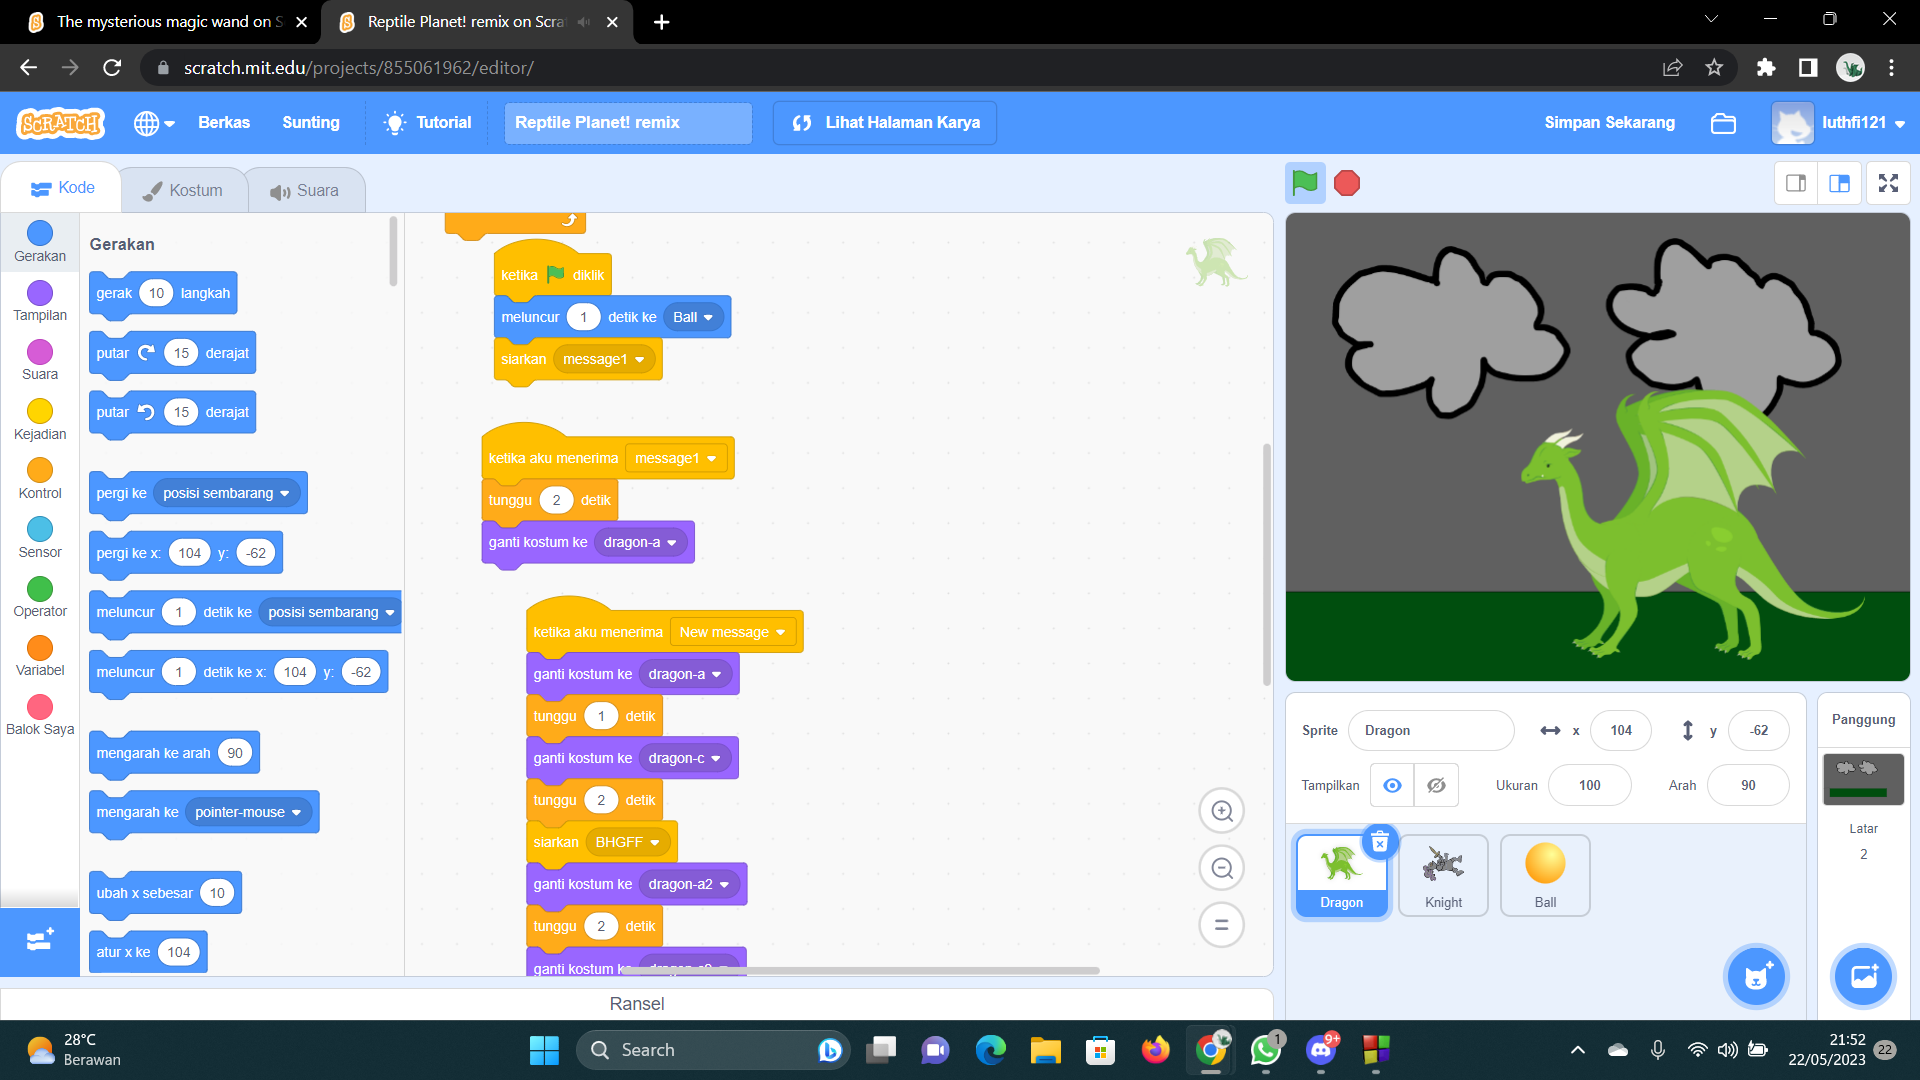 The mysterious magic wand on S
Reptile Planet! remix on Scra
scratch.mit.edu/projects/855061962/editor/
SCRATCH
Berkas
Sunting
Tutorial
Reptile Planet! remix
Lihat Halaman Karya
Simpan Sekarang
luthfi121
Kode
Kostum
Suara
Gerakan
Tampilan
Suara
Kejadian
Kontrol
Sensor
Operator
Variabel
Balok Saya
Gerakan
gerak 10 langkah
putar 15 derajat
putar 15 derajat
pergi ke posisi sembarang
pergi ke x: 104 y: -62
meluncur 1 detik ke posisi sembarang
meluncur 1 detik ke x: 104 y: -62
mengarah ke arah 90
mengarah ke pointer-mouse
ubah x sebesar 10
atur x ke 104
ketika diklik
meluncur 1 detik ke Ball
siarkan message1
ketika aku menerima message1
tunggu 2 detik
ganti kostum ke dragon-a
ketika aku menerima New message
ganti kostum ke dragon-a
tunggu 1 detik
ganti kostum ke dragon-c
tunggu 2 detik
siarkan BHGFF
ganti kostum ke dragon-a2
tunggu 2 detik
ganti kostum ke
Ransel
Sprite Dragon x 104 y -62
Tampilkan Ukuran 100 Arah 90
Dragon
Knight
Ball
Panggung
Latar
2
28°C
Berawan
Search
1
9+
21:52
22/05/2023
22